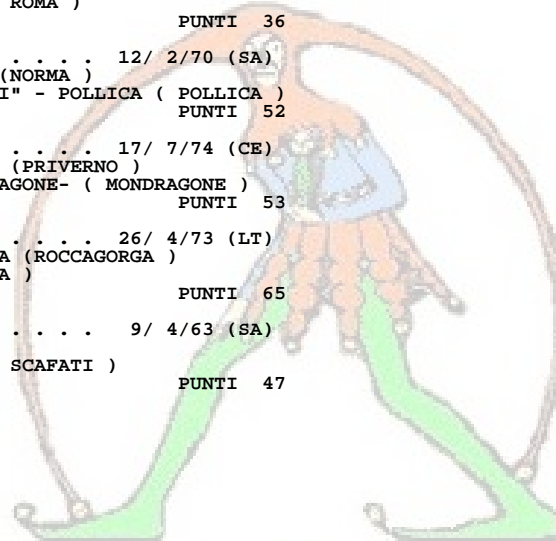 ROMA )
PUNTI 36
. . . . 12/ 2/70 (SA)
(NORMA )
I" - POLLICA ( POLLICA )
PUNTI 52
. . . . 17/ 7/74 (CE)
(PRIVERNO )
AGONE- ( MONDRAGONE )
PUNTI 53
. . . . 26/ 4/73 (LT)
A (ROCCAGORGA )
A )
PUNTI 65
. . . . 9/ 4/63 (SA)
SCAFATI )
PUNTI 47